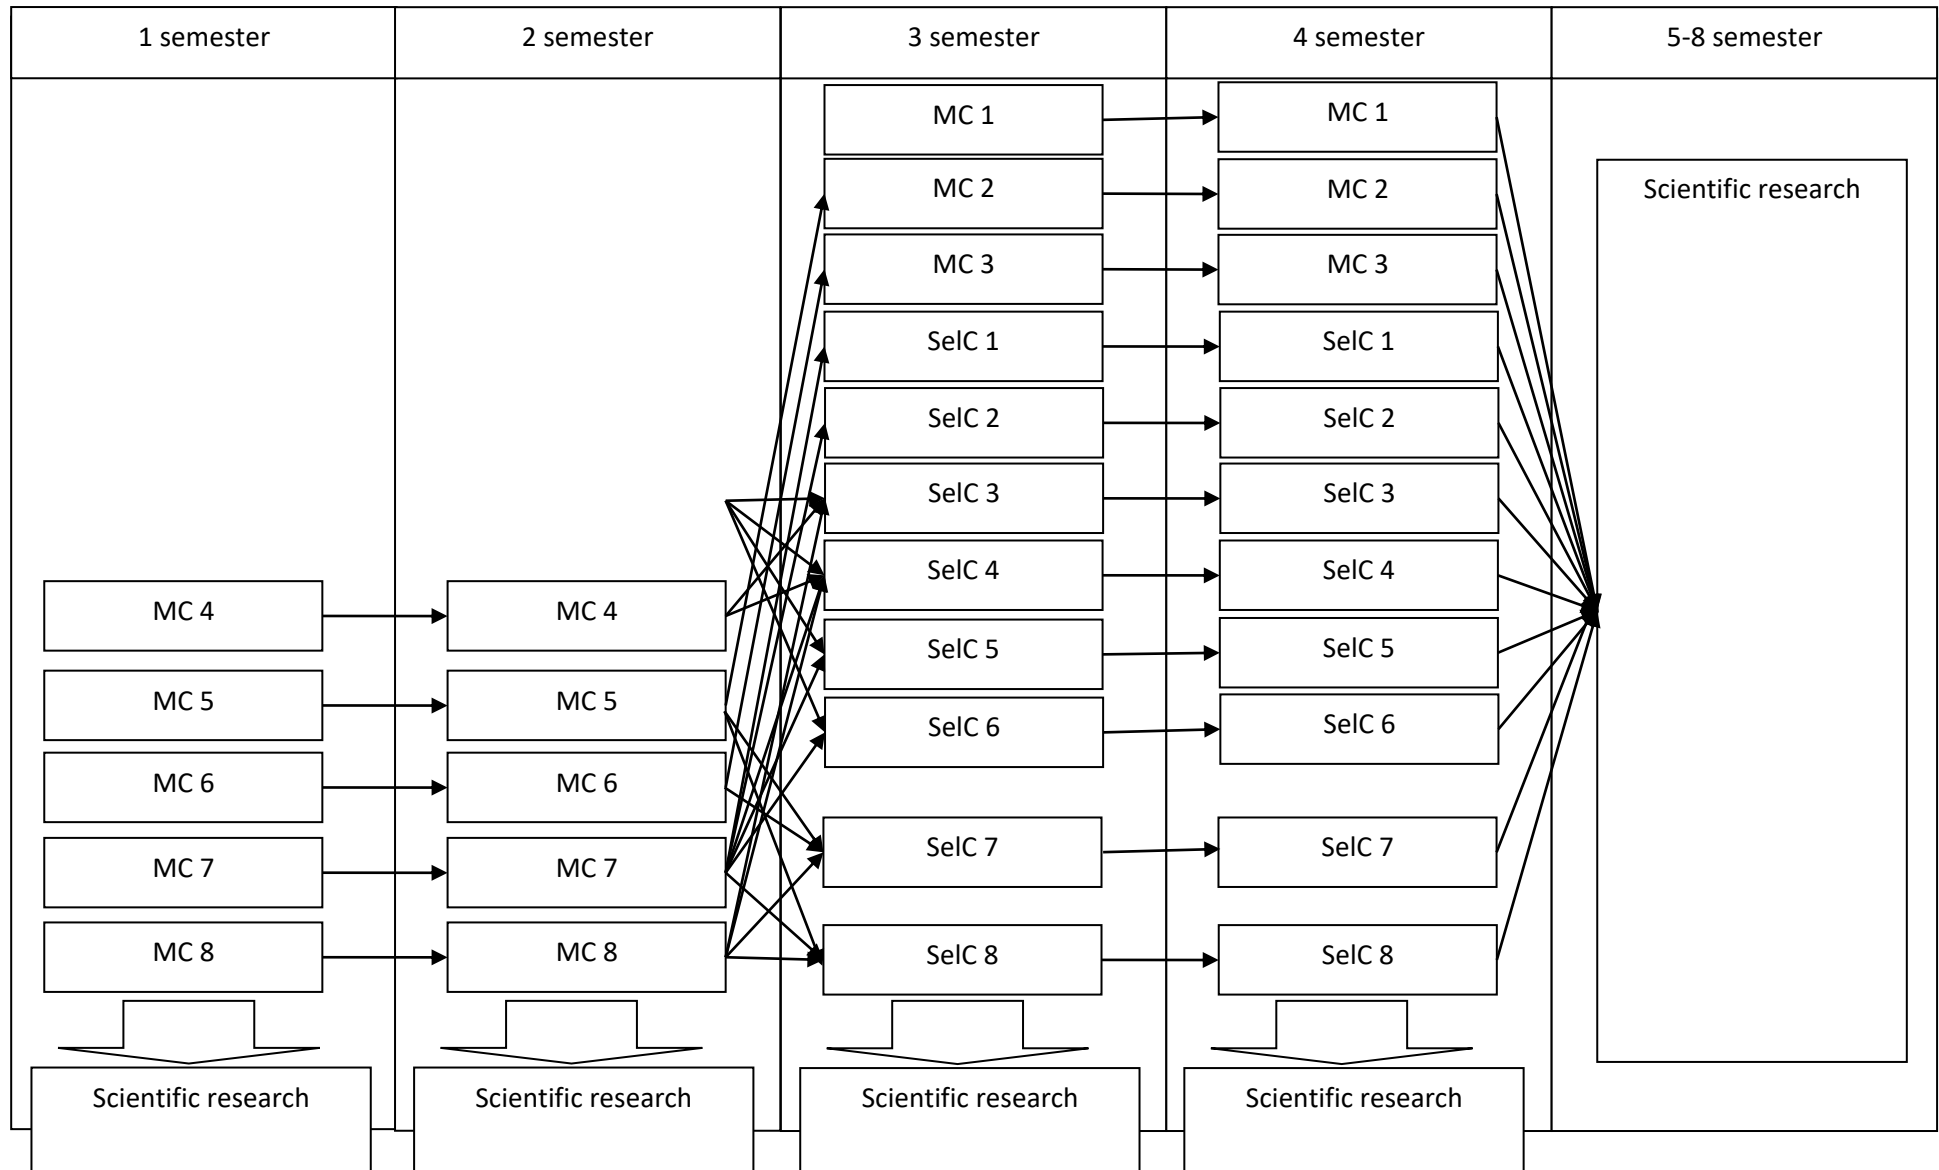 1 semester
2 semester
3 semester
4 semester
5-8 semester
MC 1
MC 1
MC 2
MC 2
Scientific research
MC 3
MC 3
SelC 1
SelC 1
SelC 2
SelC 2
SelC 3
SelC 3
SelC 4
SelC 4
MC 4
MC 4
SelC 5
SelC 5
MC 5
MC 5
SelC 6
SelC 6
MC 6
MC 6
SelC 7
SelC 7
MC 7
MC 7
MC 8
MC 8
SelC 8
SelC 8
Scientific research
Scientific research
Scientific research
Scientific research